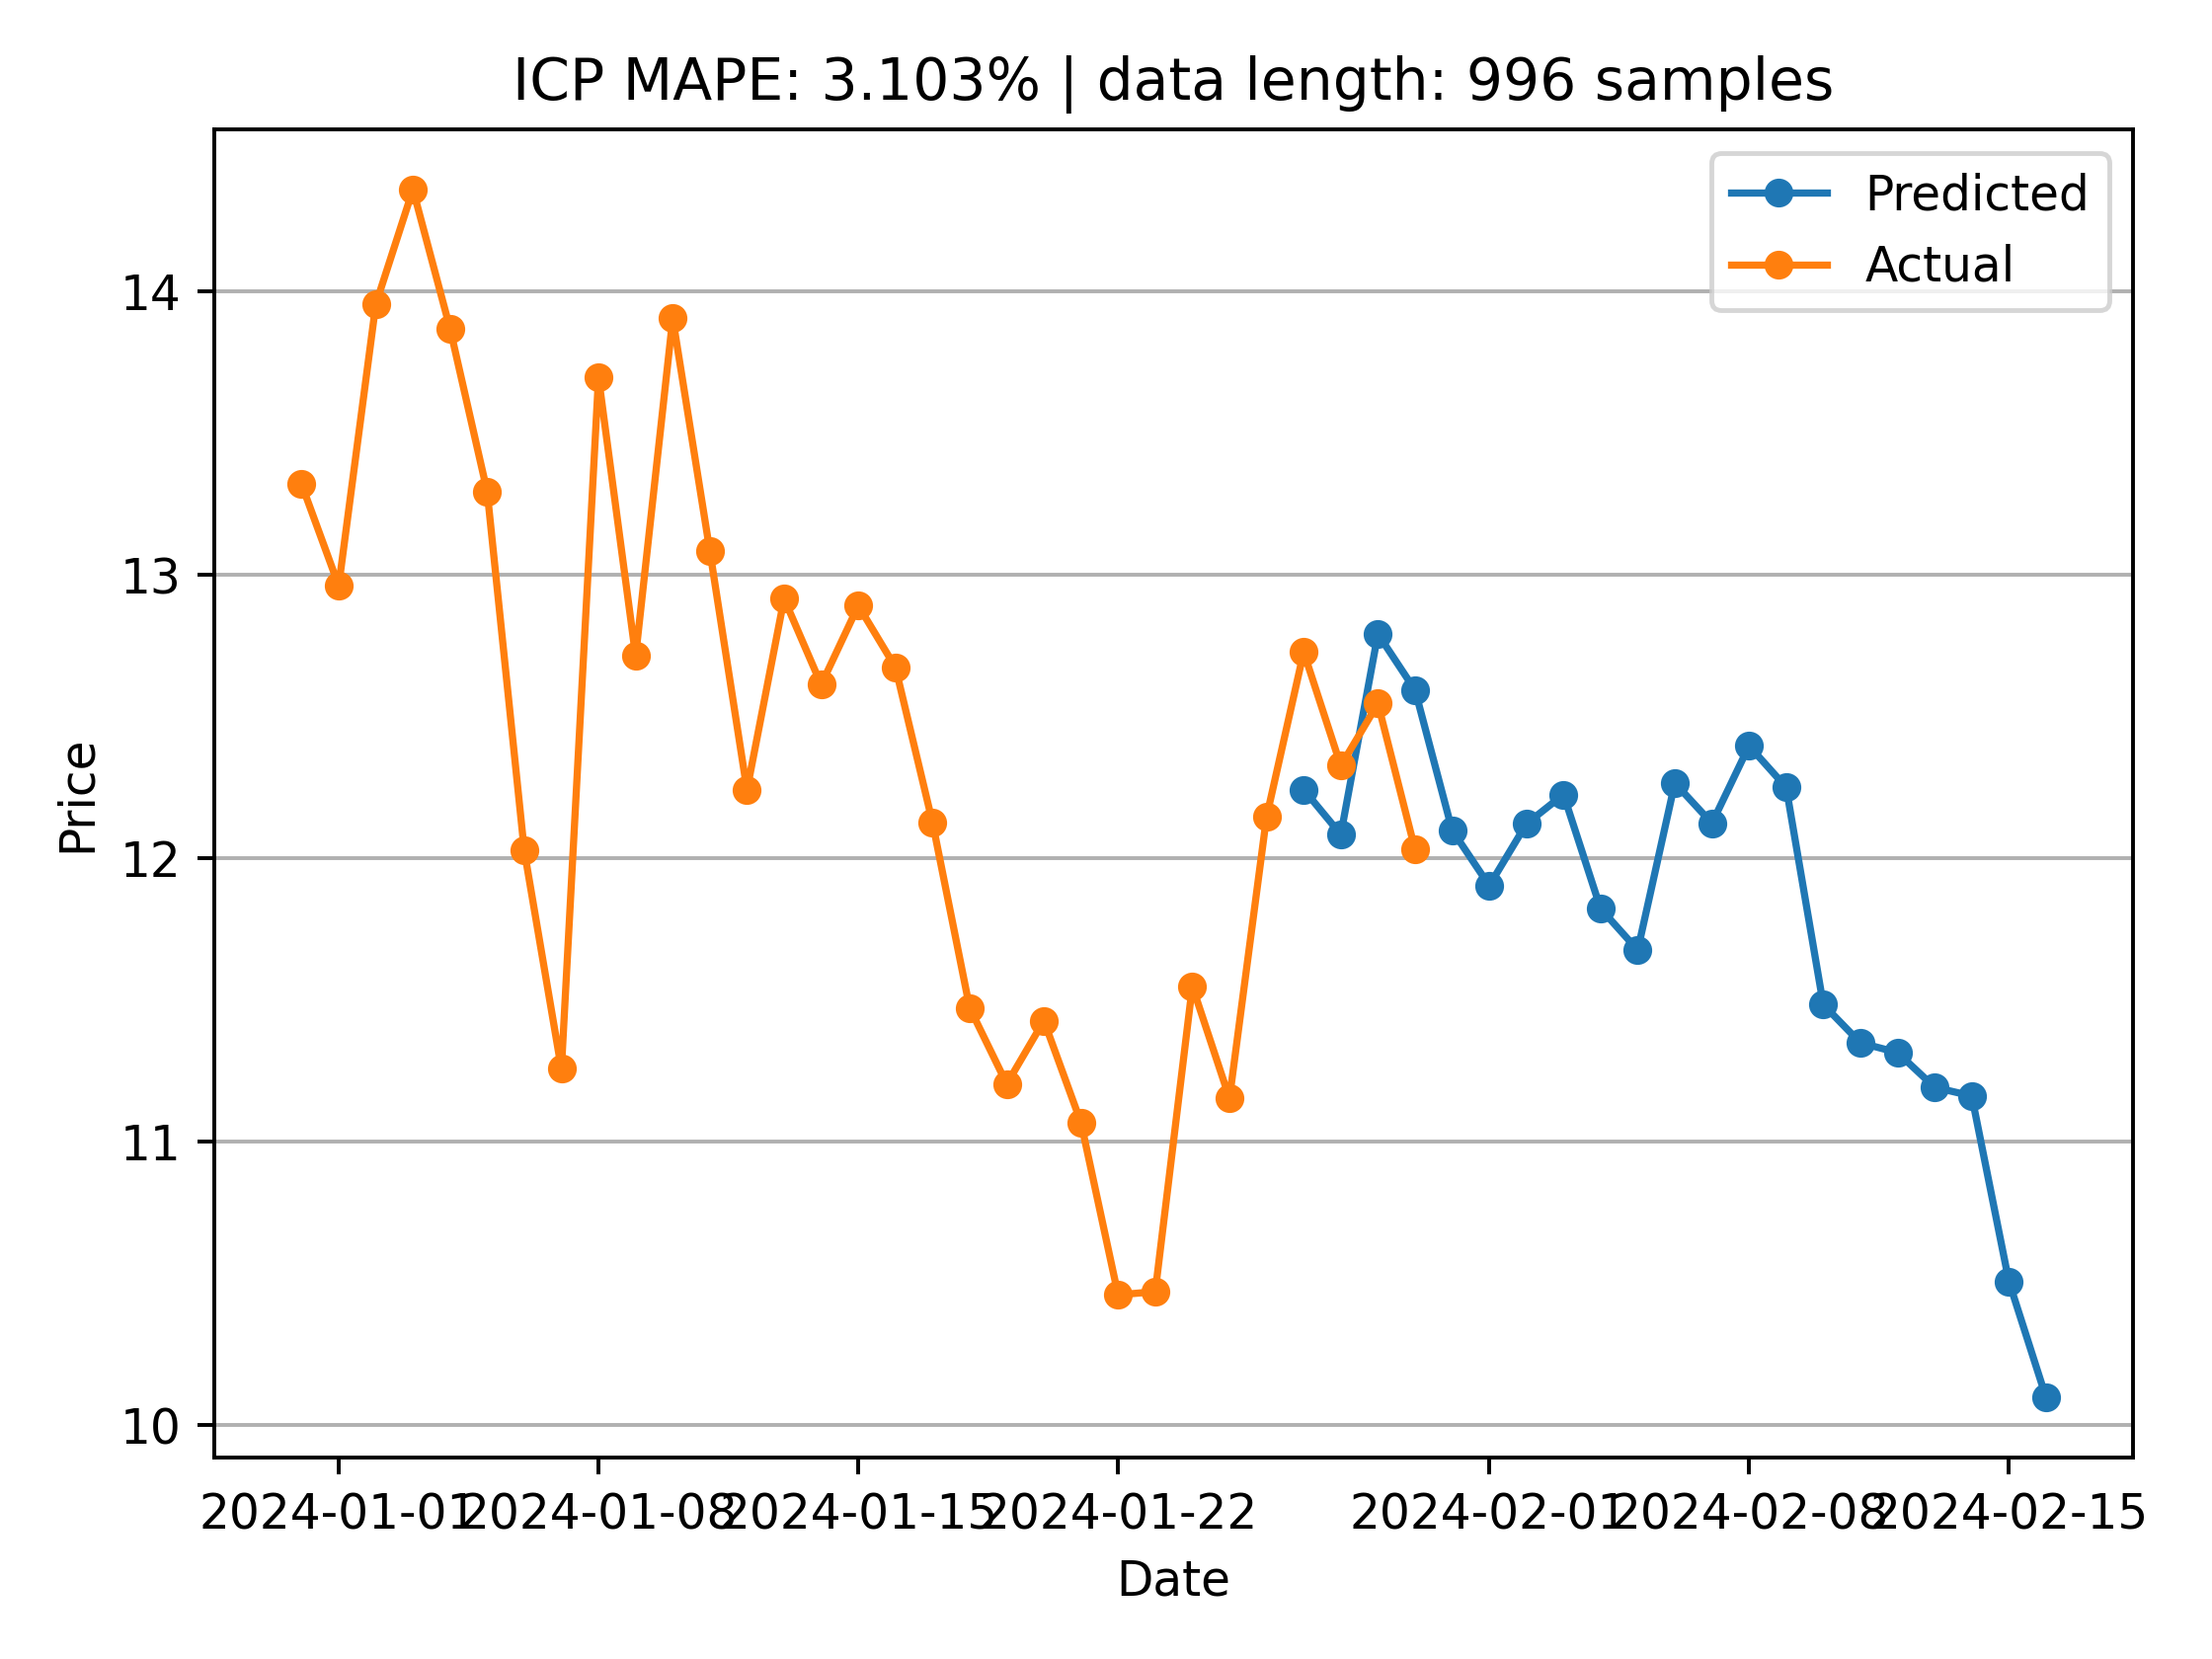 ICP MAPE: 3.103% | data length: 996 samples
Predicted
Actual
14
13
12
11
10
Price
2024-01-01 2024-01-08 2024-01-15 2024-01-22 2024-02-01 2024-02-08 2024-02-15
Date